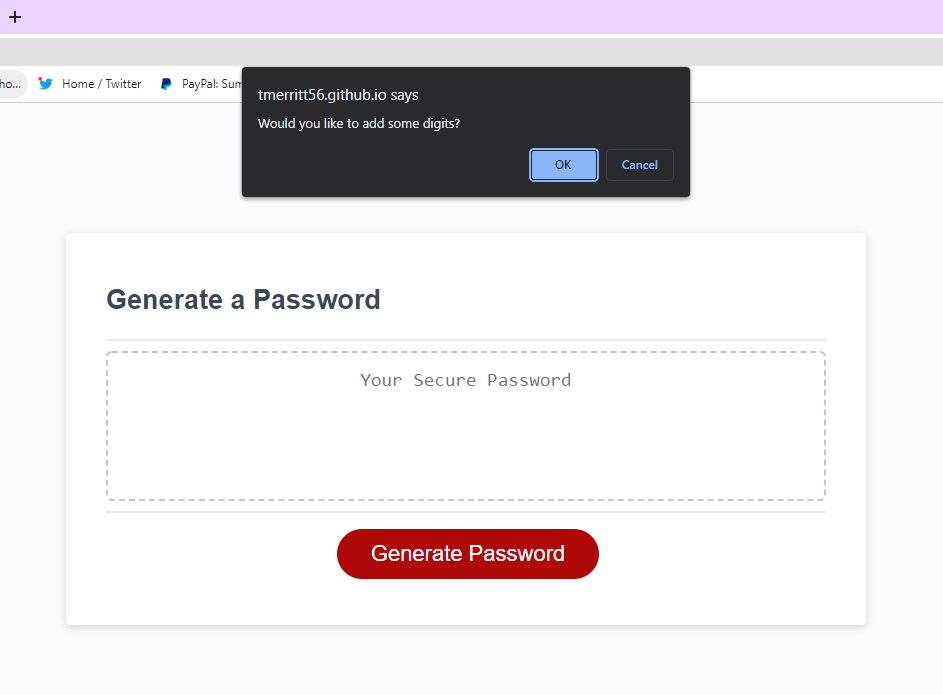 +
ho...
Home / Twitter
PayPal: Sum
tmerritt56.github.io says
Would you like to add some digits?
OK
Cancel
Generate a Password
Your Secure Password
Generate Password